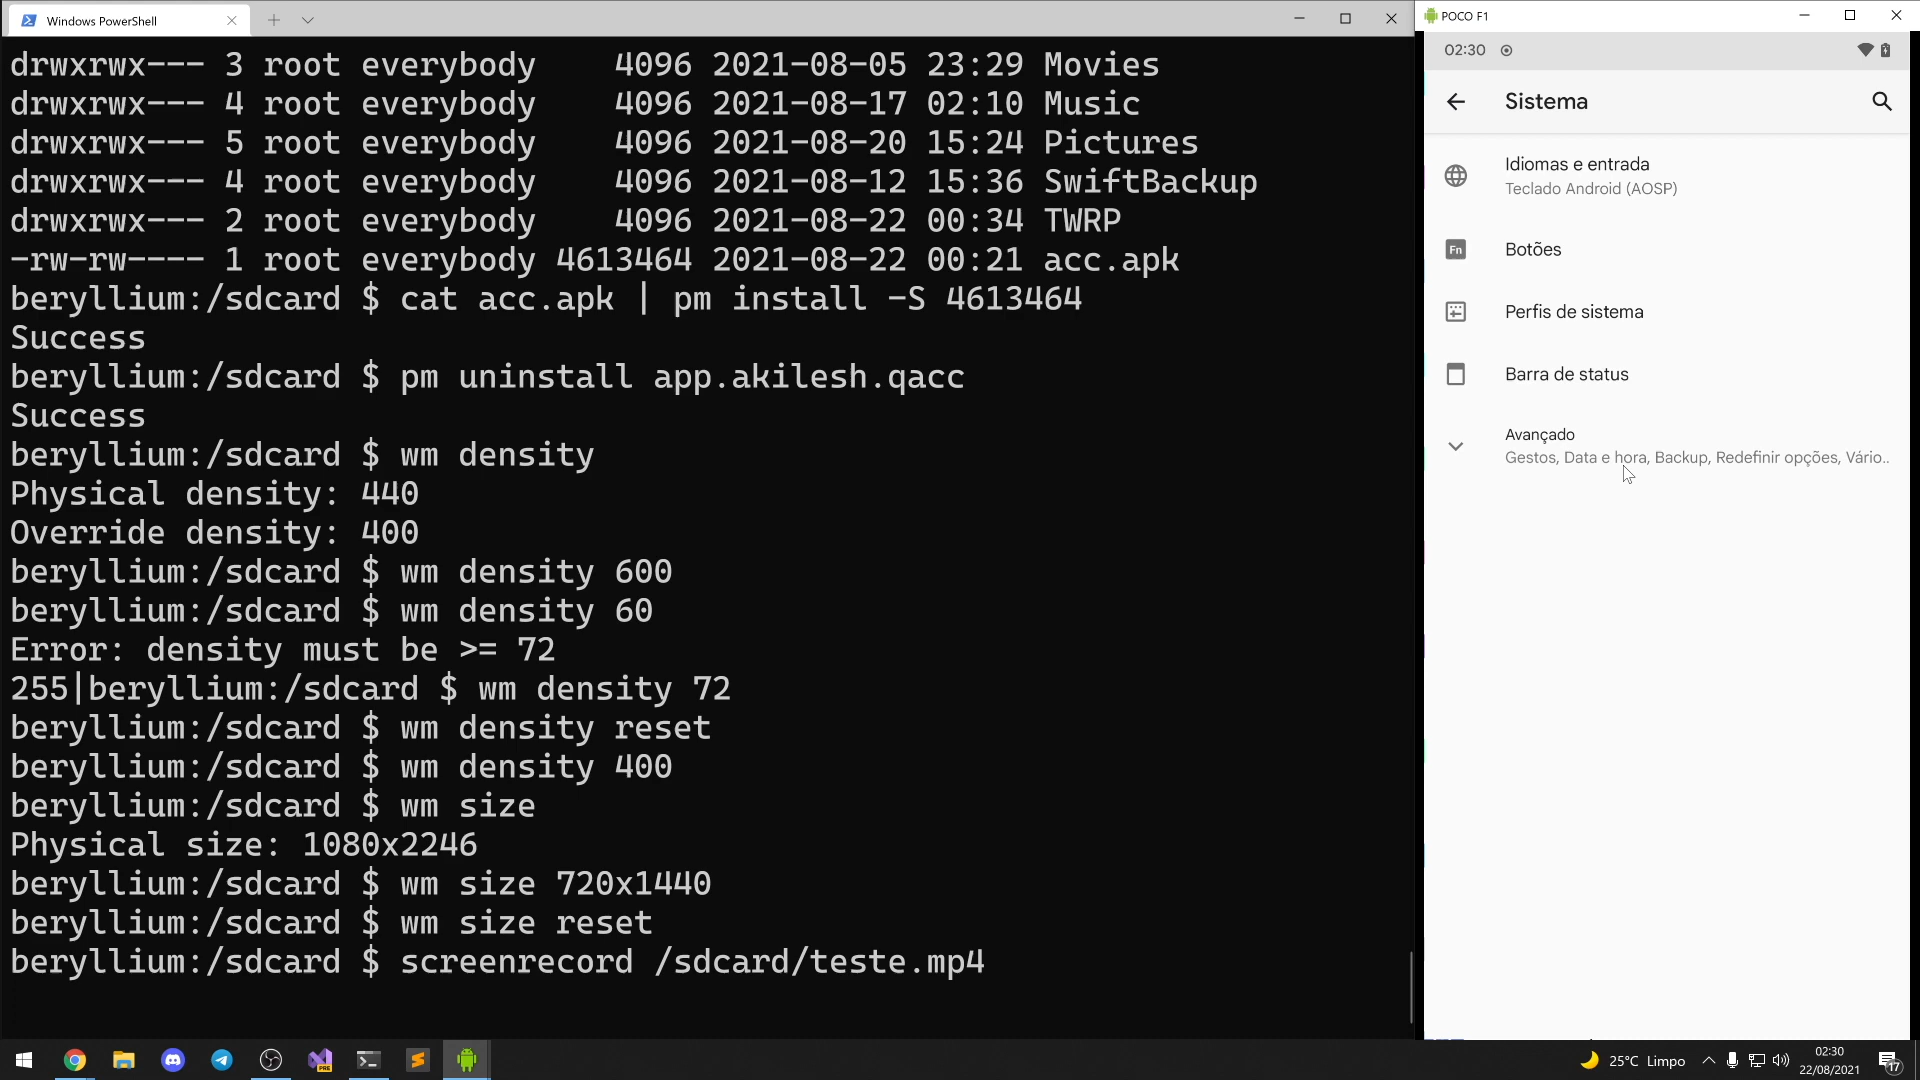 Windows PowerShell
drwxrwx--- 3 root everybody    4096 2021-08-05 23:29 Movies
drwxrwx--- 4 root everybody    4096 2021-08-17 02:10 Music
drwxrwx--- 5 root everybody    4096 2021-08-20 15:24 Pictures
drwxrwx--- 4 root everybody    4096 2021-08-12 15:36 SwiftBackup
drwxrwx--- 2 root everybody    4096 2021-08-22 00:34 TWRP
-rw-rw---- 1 root everybody 4613464 2021-08-22 00:21 acc.apk
beryllium:/sdcard $ cat acc.apk | pm install -S 4613464
Success
beryllium:/sdcard $ pm uninstall app.akilesh.qacc
Success
beryllium:/sdcard $ wm density
Physical density: 440
Override density: 400
beryllium:/sdcard $ wm density 600
beryllium:/sdcard $ wm density 60
Error: density must be >= 72
255|beryllium:/sdcard $ wm density 72
beryllium:/sdcard $ wm density reset
beryllium:/sdcard $ wm density 400
beryllium:/sdcard $ wm size
Physical size: 1080x2246
beryllium:/sdcard $ wm size 720x1440
beryllium:/sdcard $ wm size reset
beryllium:/sdcard $ screenrecord /sdcard/teste.mp4
POCO F1
02:30
Sistema
Idiomas e entrada
Teclado Android (AOSP)
Fn
Botões
Perfis de sistema
Barra de status
Avançado
Gestos, Data e hora, Backup, Redefinir opções, Vário..
PRE
25°C Limpo
02:30
22/08/2021
17